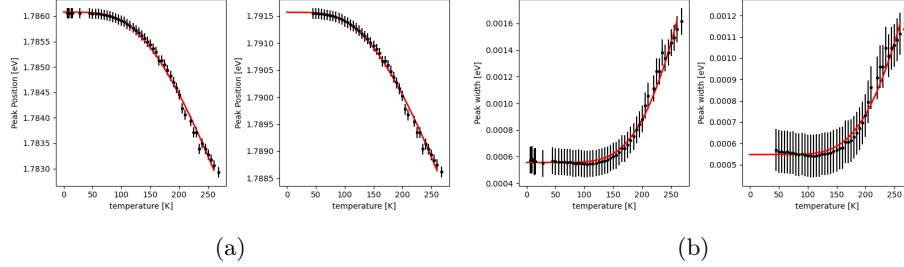 1.7860
1.7855
1.7850
1.7845
1.7840
1.7835
1.7830
Peak Position [eV]
0 50 100 150 200 250
temperature [K]
1.7915
1.7910
1.7905
1.7900
1.7895
1.7890
1.7885
Peak Position [eV]
0 50 100 150 200 250
temperature [K]
0.0016
0.0014
0.0012
0.0010
0.0008
0.0006
0.0004
Peak width [eV]
0 50 100 150 200 250
temperature [K]
0.0012
0.0011
0.0010
0.0009
0.0008
0.0007
0.0006
0.0005
Peak width [eV]
0 50 100 150 200 250
temperature [K]
(a)
(b)